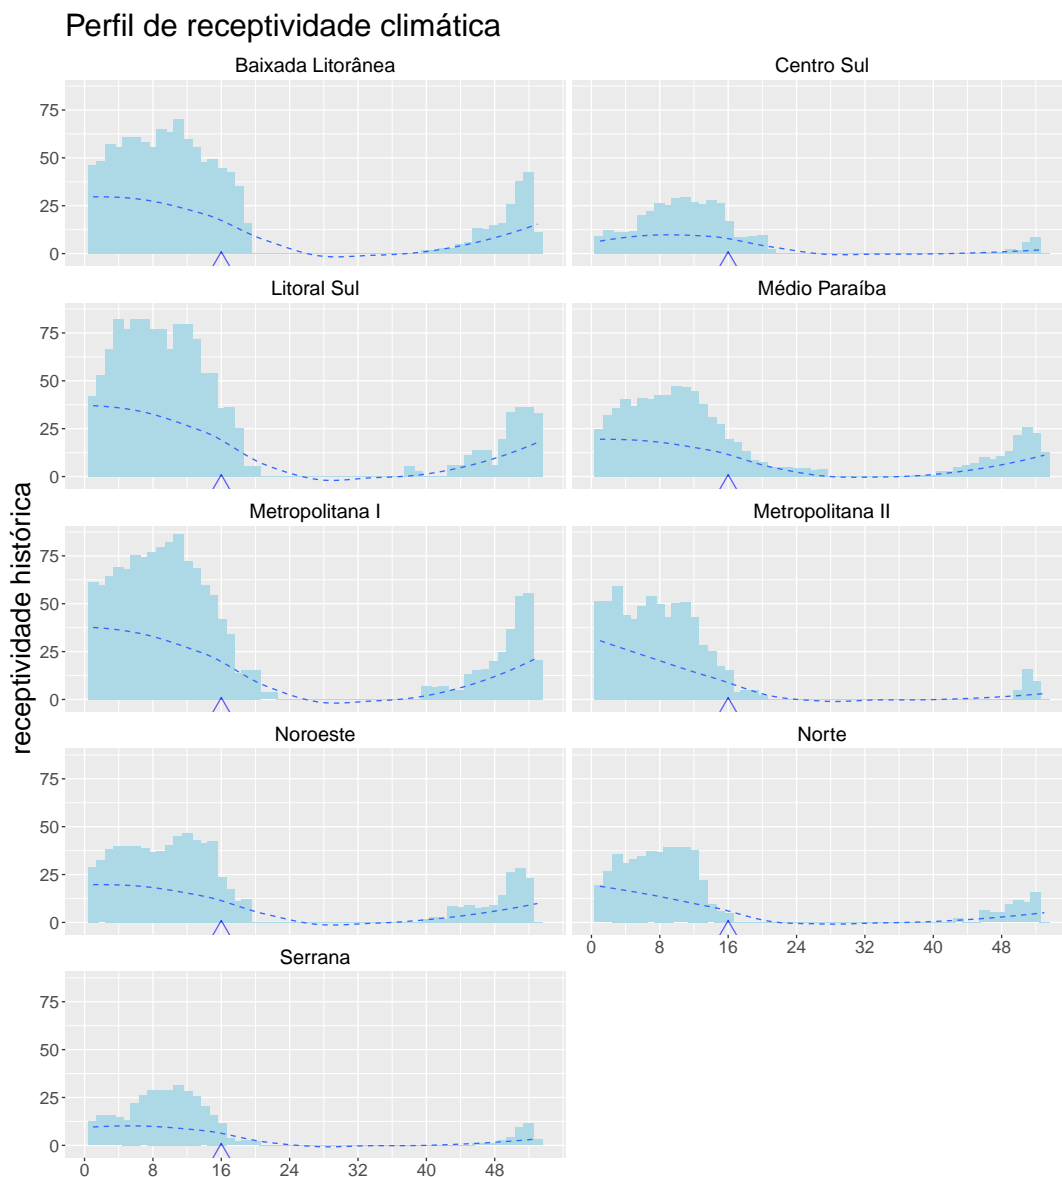 Perfil de receptividade climática
Baixada Litorânea
Centro Sul
75
50
25
0
Litoral Sul
Médio Paraíba
75
50
25
0
receptividade histórica
Metropolitana I
Metropolitana II
75
50
25
0
Noroeste
Norte
75
50
25
0
0 8 16 24 32 40 48
Serrana
75
50
25
0
0 8 16 24 32 40 48